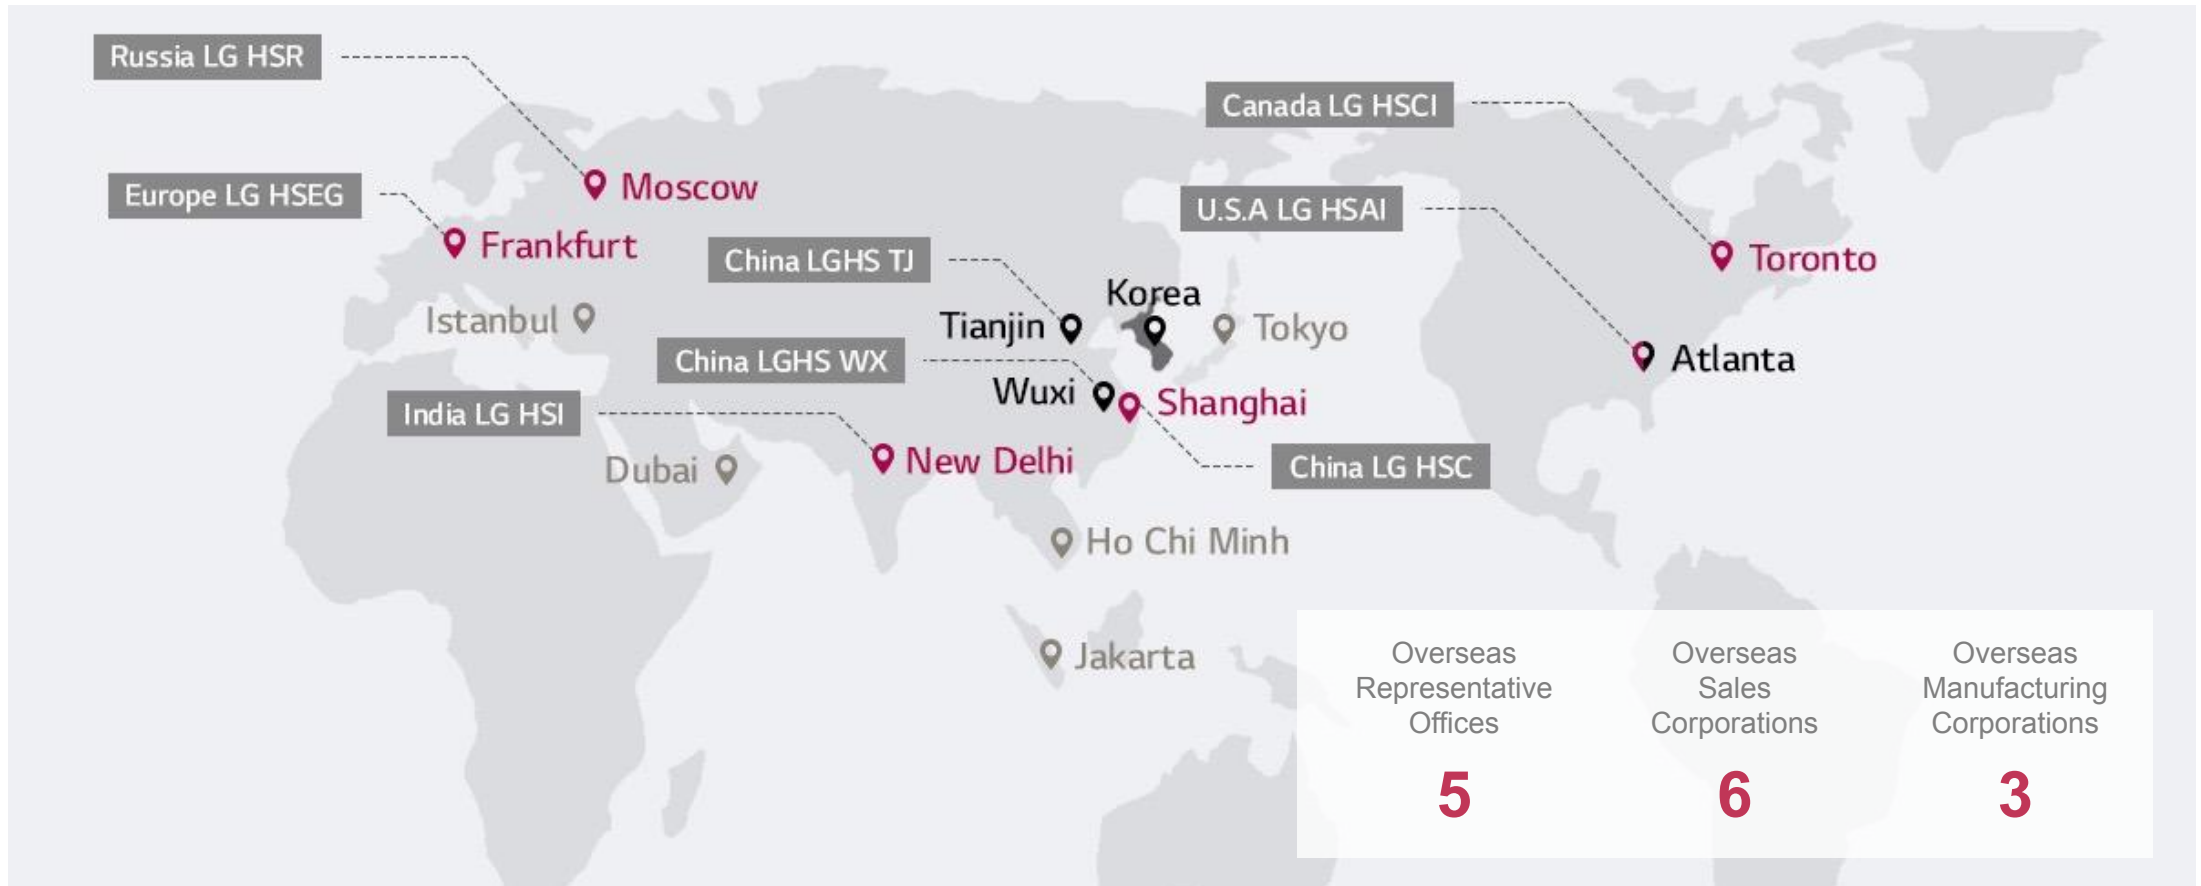 Russia LG HSR
Canada LG HSCI
Europe LG HSEG
Moscow
U.S.A LG HSAI
Frankfurt
China LGHS TJ
Toronto
Korea
Istanbul
Tianjin
Tokyo
China LGHS WX
Atlanta
Wuxi
Shanghai
India LG HSI
Dubai
New Delhi
China LG HSC
Ho Chi Minh
Jakarta
Overseas
Representative
Offices
5
Overseas
Sales
Corporations
6
Overseas
Manufacturing
Corporations
3